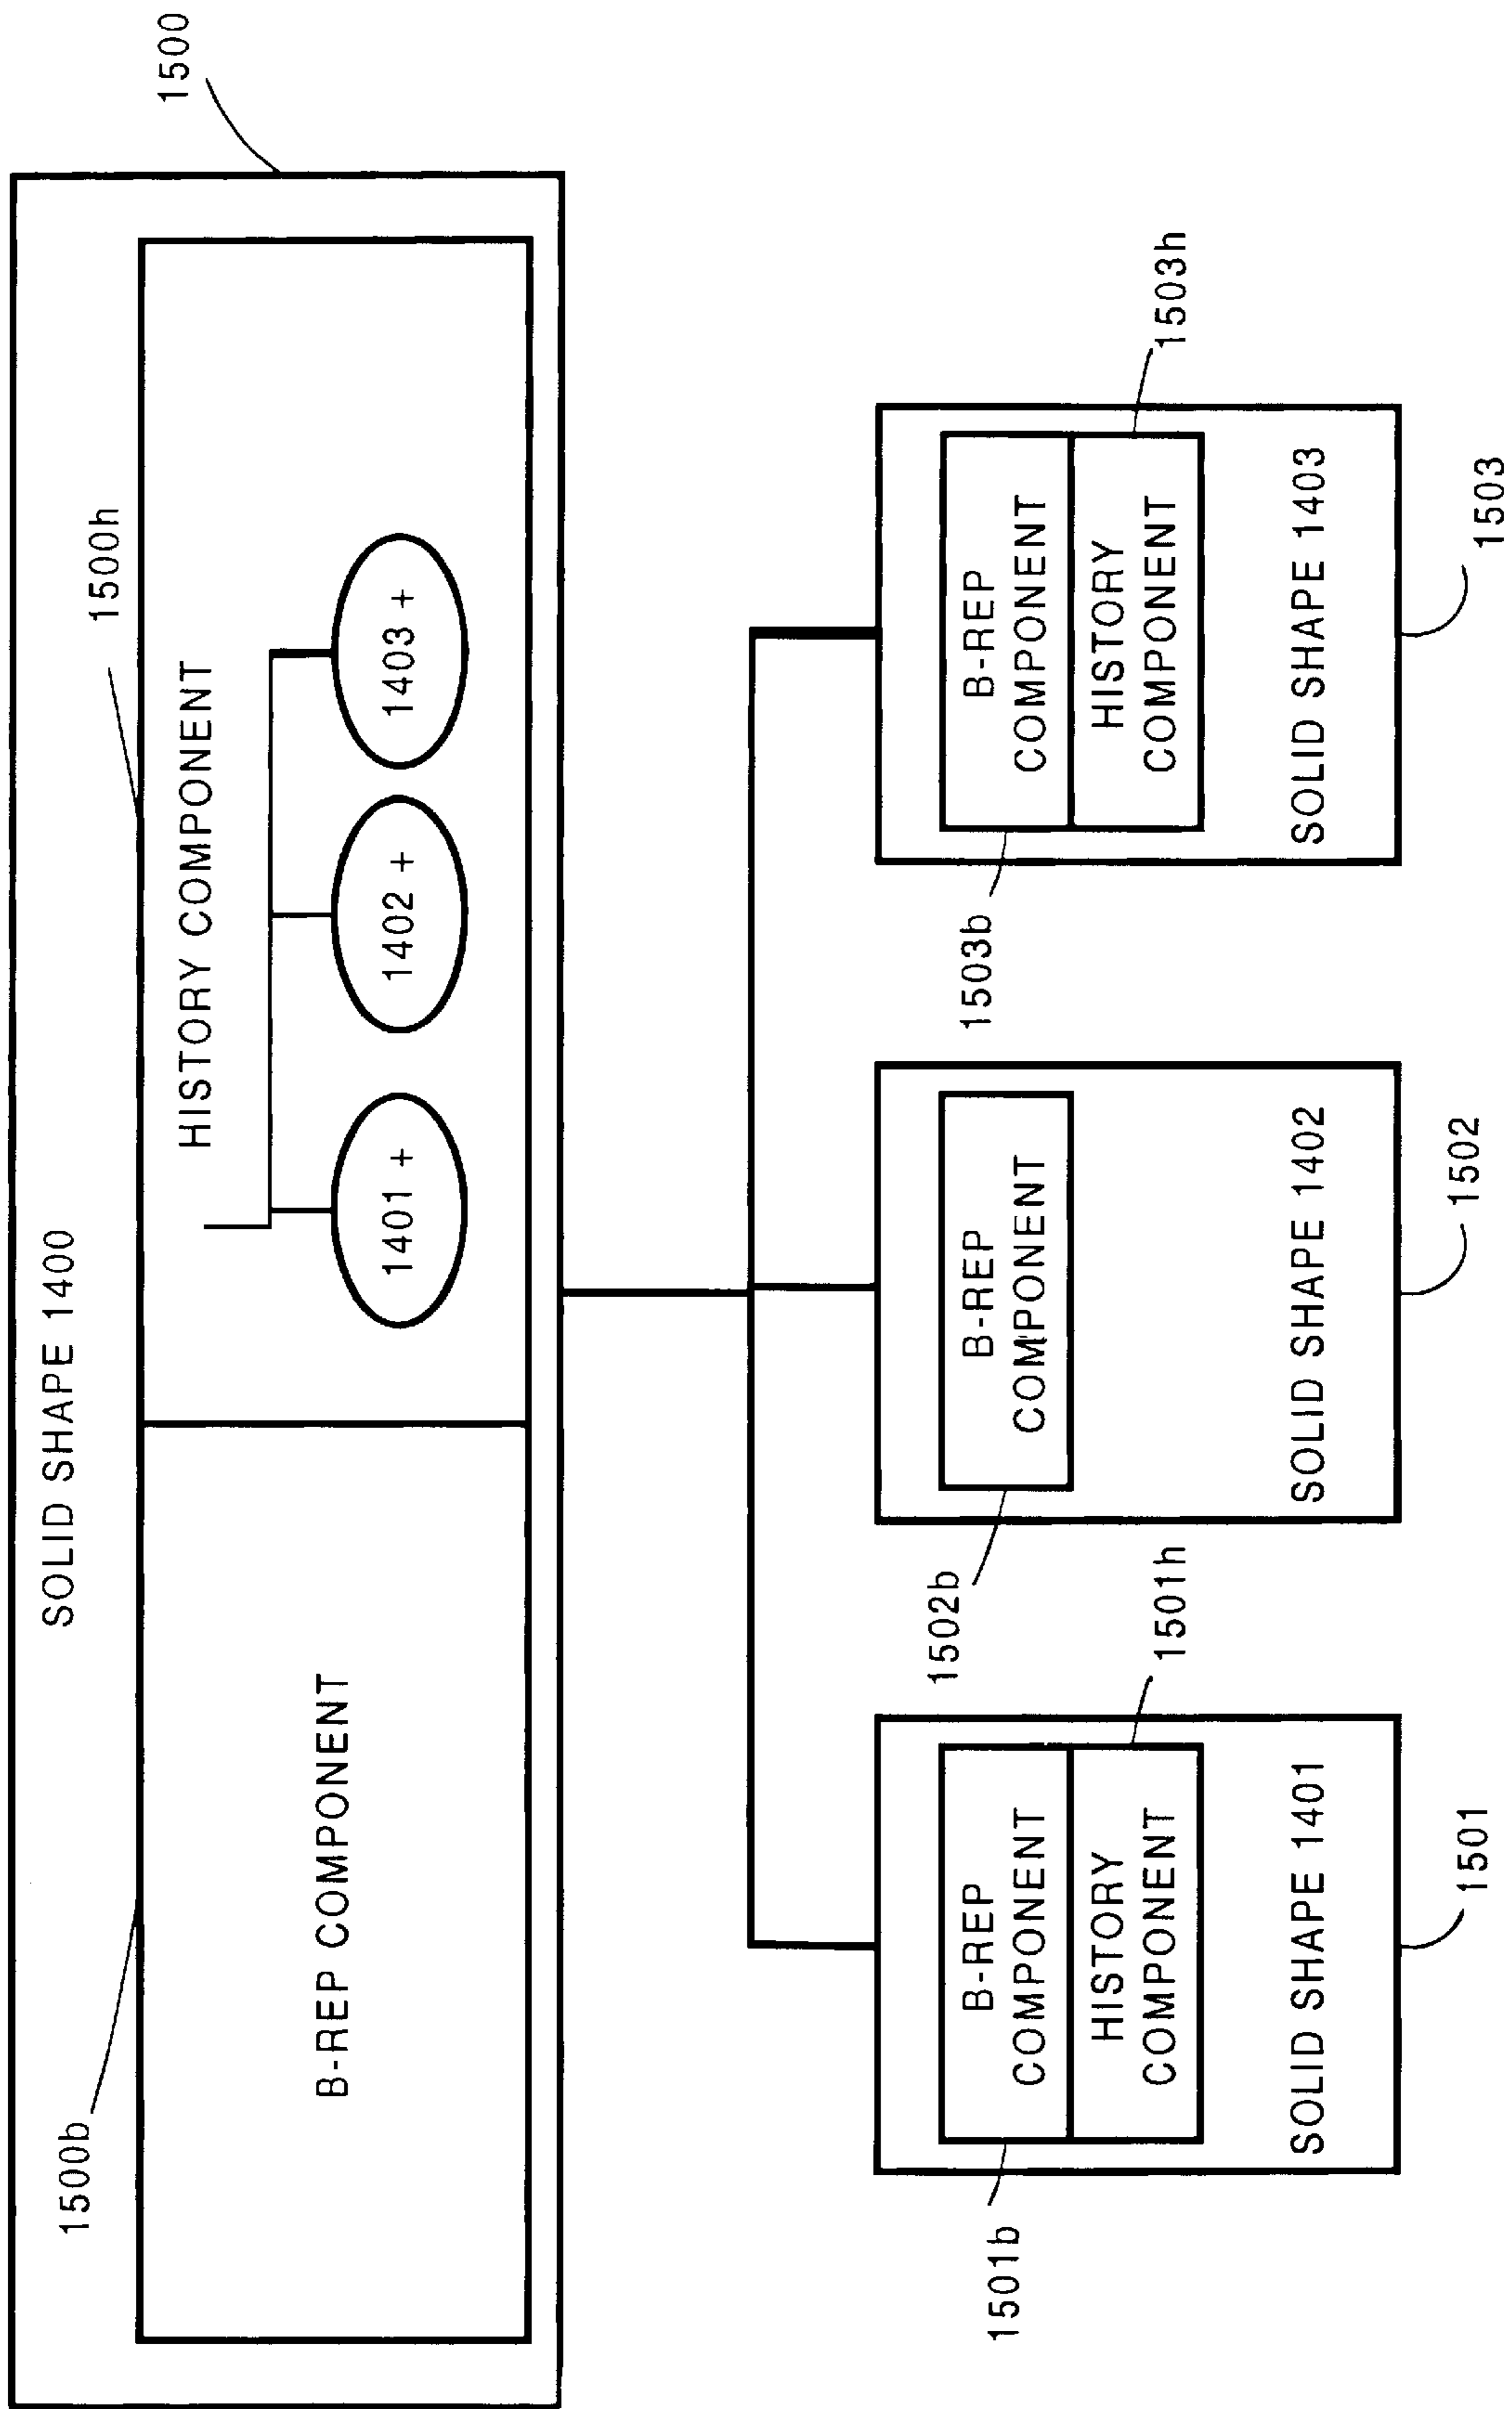 1500
SOLID SHAPE 1400
1500b
1500h
B-REP COMPONENT
HISTORY COMPONENT
1401 +
1402 +
1403 +
1501b
B-REP
COMPONENT
HISTORY
COMPONENT
1501h
SOLID SHAPE 1401
1501
1502b
B-REP
COMPONENT
SOLID SHAPE 1402
1502
1503b
B-REP
COMPONENT
HISTORY
COMPONENT
1503h
SOLID SHAPE 1403
1503